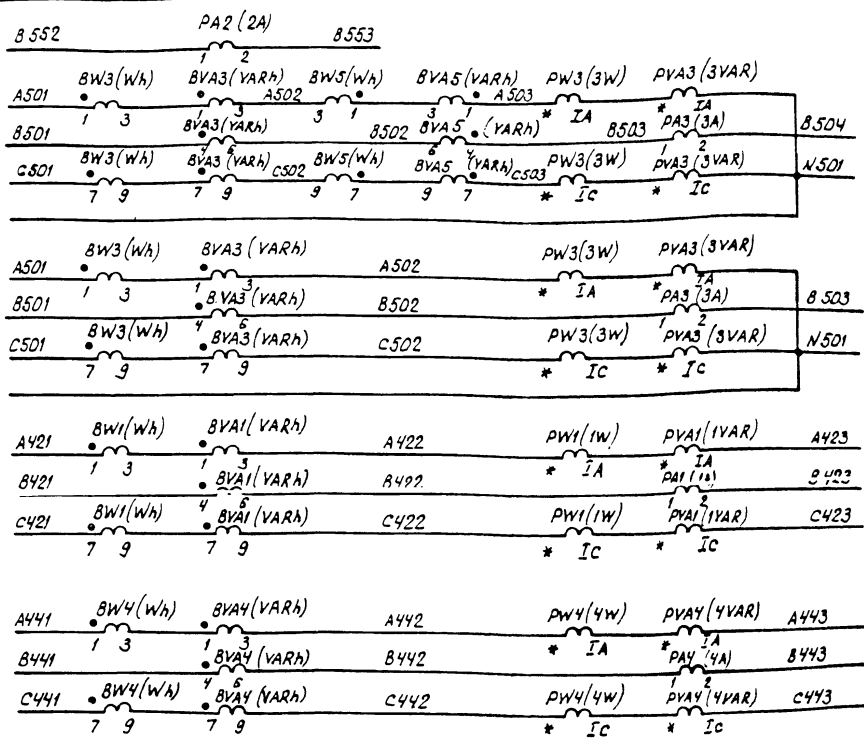 B552 PA2(2A) B553
1 2
BW3(Wh) BVA3(VARh) BW5(Wh) BVA5(VARh) PW3(3W) PVA3(3VAR)
A501 A502 A503
1 3 1 3 3 1 3 1 * IA * IA
B501 BVA3(VARh) B502 BVA5 (VARh) B503 PA3(3A) B504
4 6 6 4 1 2
C501 BW3(Wh) BVA3(VARh) C502 BW5(Wh) BVA5 (VARh) C503 PW3(3W) PVA3(3VAR) N501
7 9 7 9 9 7 9 7 * IC * IC
A501 BW3(Wh) BVA3(VARh) A502 PW3(3W) PVA3(3VAR)
1 3 1 3 * IA * IA
B501 BVA3(VARh) B502 PA3(3A) B503
4 6 1 2
C501 BW3(Wh) BVA3(VARh) C502 PW3(3W) PVA3(3VAR) N501
7 9 7 9 * IC * IC
A421 BW1(Wh) BVA1(VARh) A422 PW1(1W) PVA1(1VAR) A423
1 3 1 3 * IA * IA
B421 BVA1(VARh) B422 PA1(1A) B423
4 6 1 2
C421 BW1(Wh) BVA1(VARh) C422 PW1(1W) PVA1(1VAR) C423
7 9 7 9 * IC * IC
A441 BW4(Wh) BVA4(VARh) A442 PW4(4W) PVA4(4VAR) A443
1 3 1 3 * IA * IA
B441 BVA4(VARh) B442 PA4(4A) B443
4 6 1 2
C441 BW4(Wh) BVA4(VARh) C442 PW4(4W) PVA4(4VAR) C443
7 9 7 9 * IC * IC